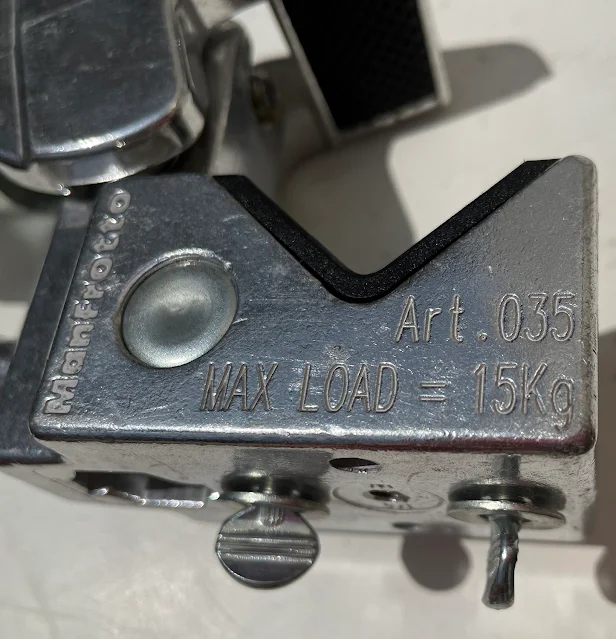 Manfrotto
Art.035
MAX LOAD = 15Kg